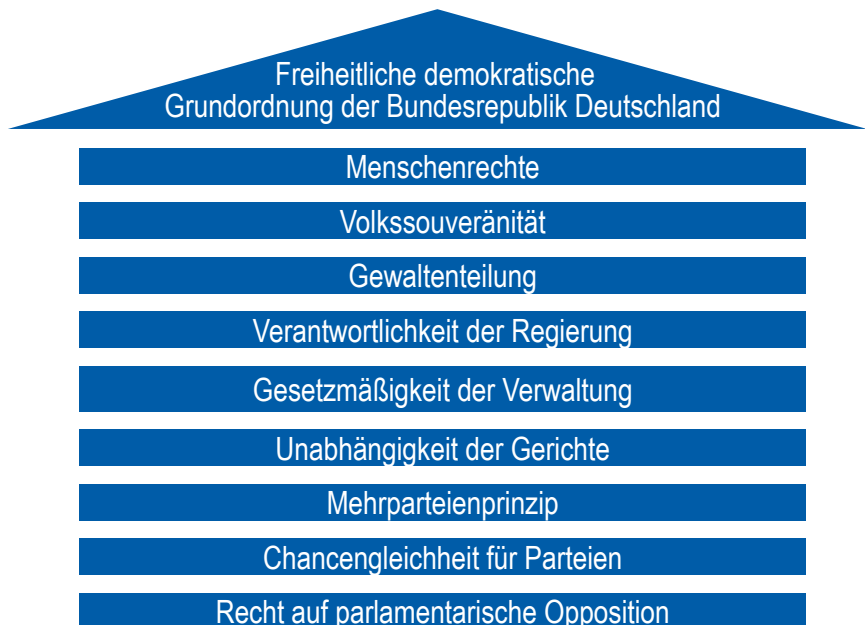 Freiheitliche demokratische
Grundordnung der Bundesrepublik Deutschland
Menschenrechte
Volkssouveränität
Gewaltenteilung
Verantwortlichkeit der Regierung
Gesetzmäßigkeit der Verwaltung
Unabhängigkeit der Gerichte
Mehrparteienprinzip
Chancengleichheit für Parteien
Recht auf parlamentarische Opposition